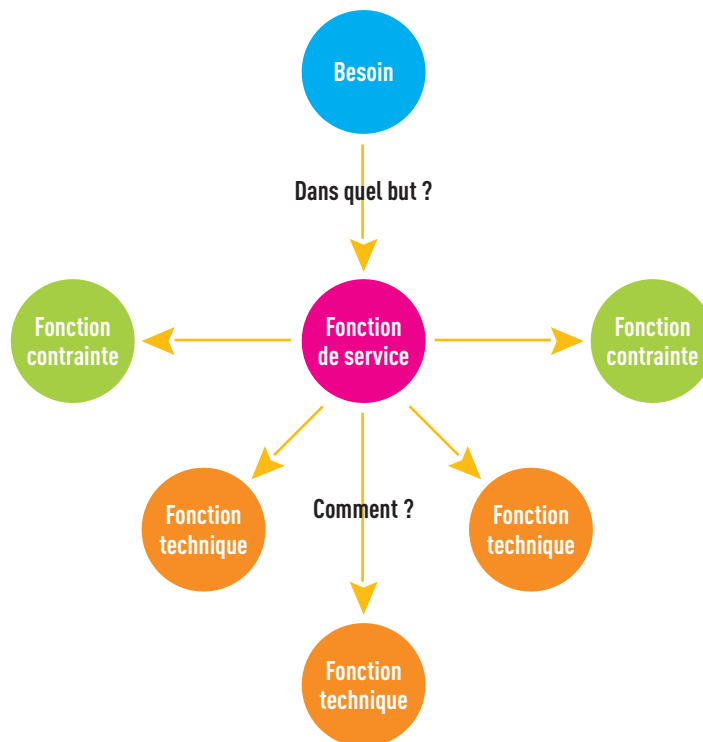 Besoin
Dans quel but ?
Fonction
contrainte
Fonction
de service
Fonction
contrainte
Fonction
technique
Comment ?
Fonction
technique
Fonction
technique